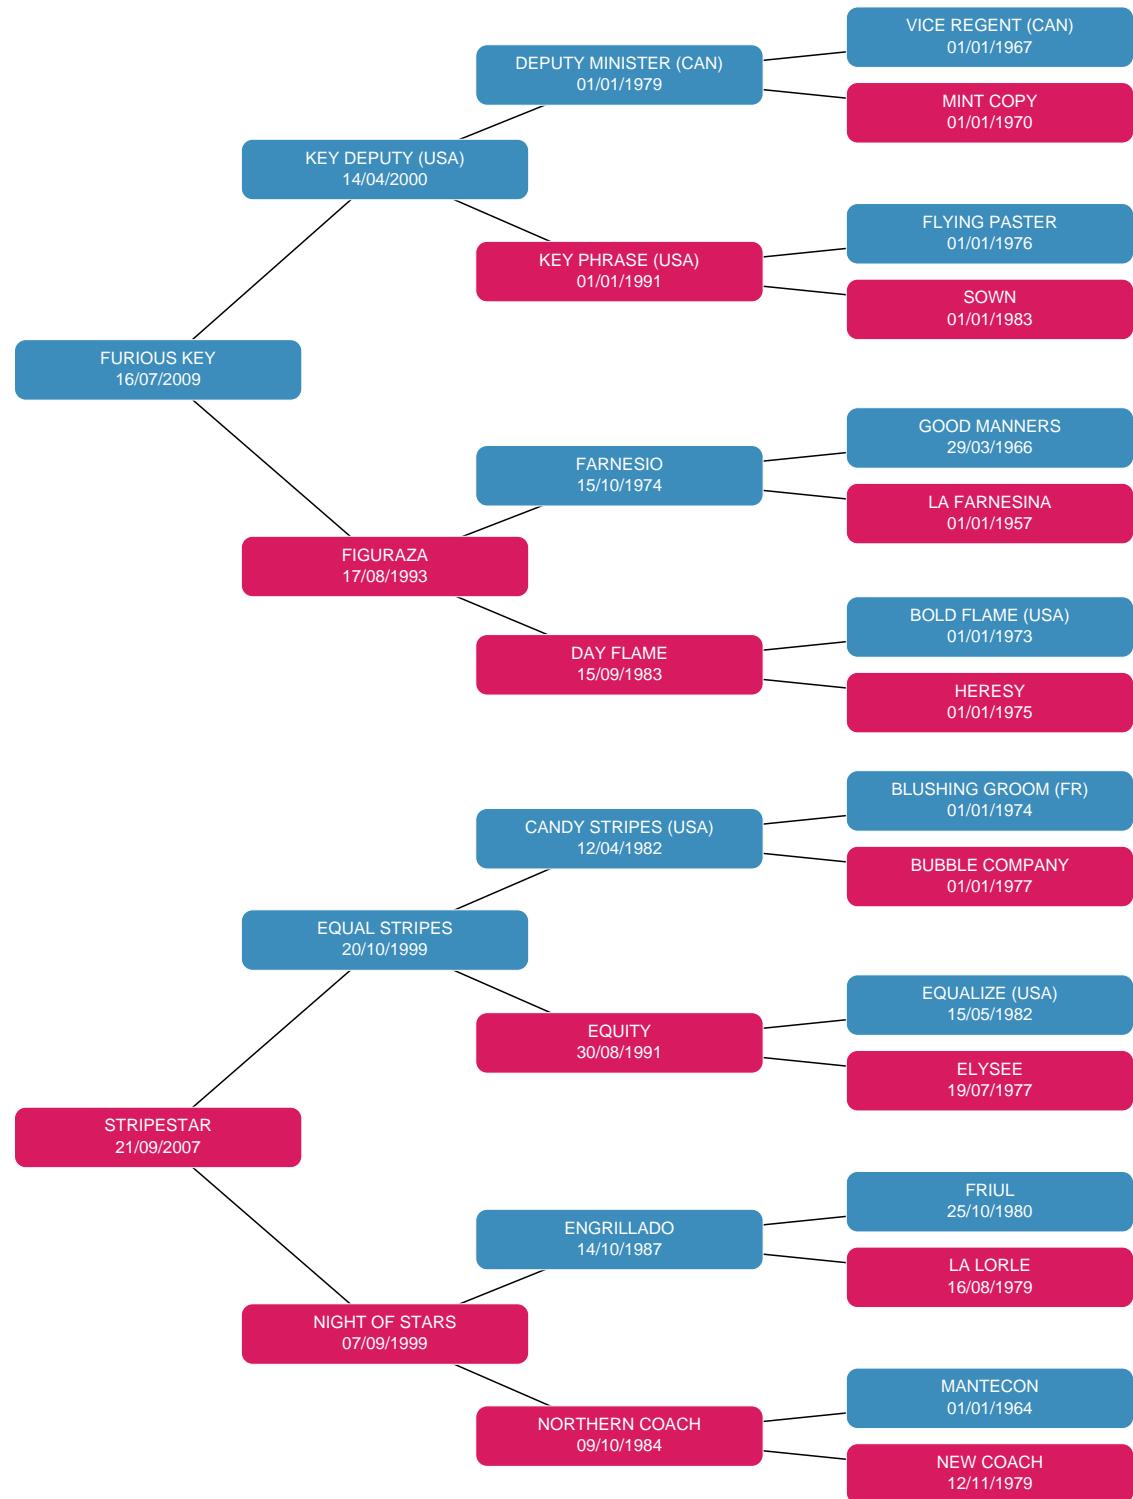 VICE REGENT (CAN)
01/01/1967
DEPUTY MINISTER (CAN)
01/01/1979
MINT COPY
01/01/1970
KEY DEPUTY (USA)
14/04/2000
FLYING PASTER
01/01/1976
KEY PHRASE (USA)
01/01/1991
SOWN
01/01/1983
FURIOUS KEY
16/07/2009
GOOD MANNERS
29/03/1966
FARNESIO
15/10/1974
LA FARNESINA
01/01/1957
FIGURAZA
17/08/1993
BOLD FLAME (USA)
01/01/1973
DAY FLAME
15/09/1983
HERESY
01/01/1975
BLUSHING GROOM (FR)
01/01/1974
CANDY STRIPES (USA)
12/04/1982
BUBBLE COMPANY
01/01/1977
EQUAL STRIPES
20/10/1999
EQUALIZE (USA)
15/05/1982
EQUITY
30/08/1991
ELYSEE
19/07/1977
STRIPESTAR
21/09/2007
FRIUL
25/10/1980
ENGRILLADO
14/10/1987
LA LORLE
16/08/1979
NIGHT OF STARS
07/09/1999
MANTECON
01/01/1964
NORTHERN COACH
09/10/1984
NEW COACH
12/11/1979